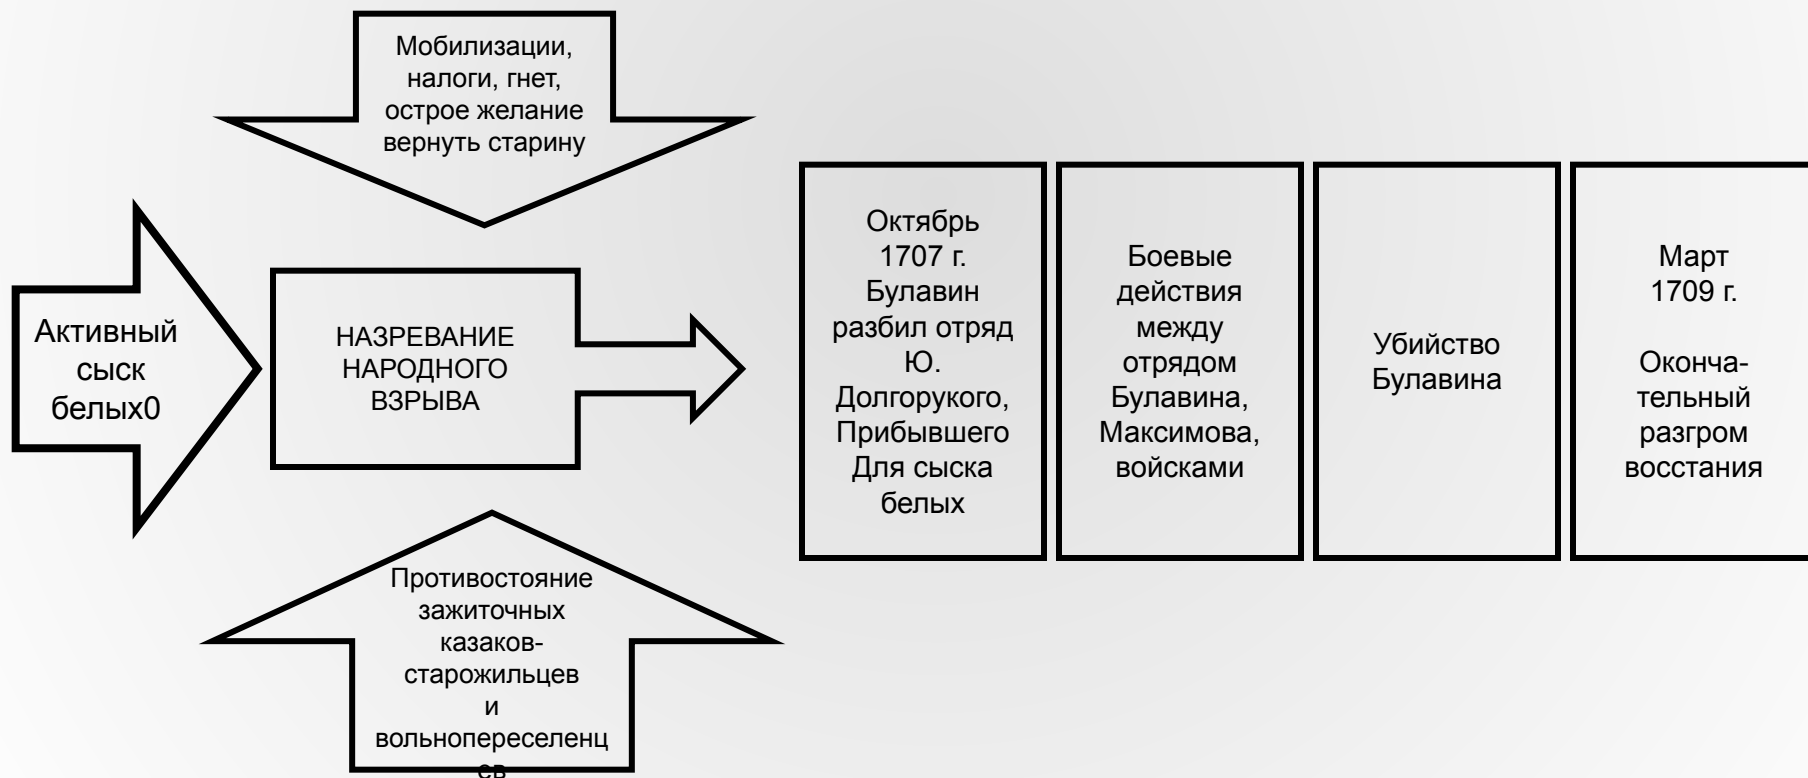 Мобилизации,
налоги, гнет,
острое желание
вернуть старину
Активный
сыск
белых0
НАЗРЕВАНИЕ
НАРОДНОГО
ВЗРЫВА
Противостояние
зажиточных
казаков-
старожильцев
и
вольнопереселенц
ев
Октябрь
1707 г.
Булавин
разбил отряд
Ю.
Долгорукого,
Прибывшего
Для сыска
белых
Боевые
действия
между
отрядом
Булавина,
Максимова,
войсками
Убийство
Булавина
Март
1709 г.
Оконча-
тельный
разгром
восстания